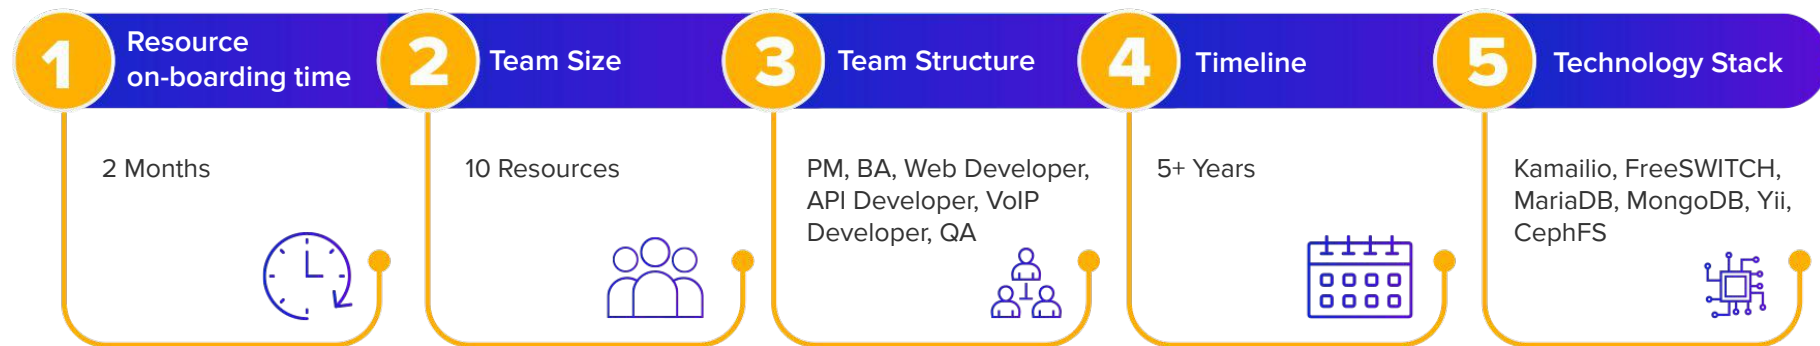 1
Resource
on-boarding time
2 Months
2
Team Size
10 Resources
3
Team Structure
PM, BA, Web Developer,
API Developer, VoIP
Developer, QA
4
Timeline
5+ Years
5
Technology Stack
Kamailio, FreeSWITCH,
MariaDB, MongoDB, Yii,
CephFS